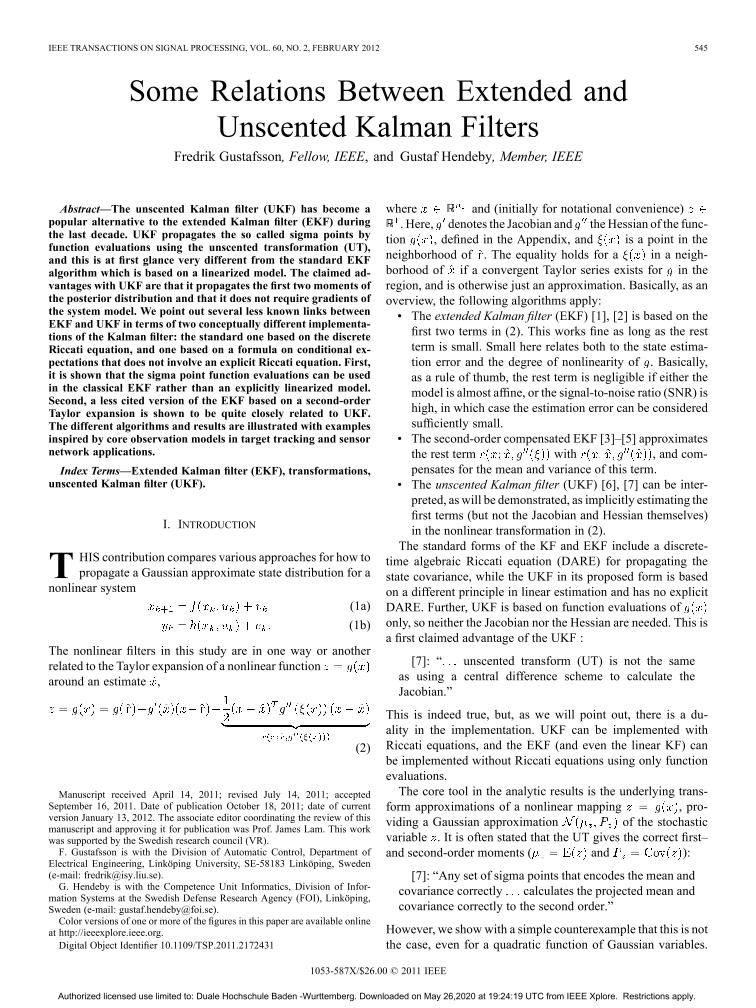 IEEE TRANSACTIONS ON SIGNAL PROCESSING, VOL. 60, NO. 2, FEBRUARY 2012 545
Some Relations Between Extended and
Unscented Kalman Filters
Fredrik Gustafsson, Fellow, IEEE, and Gustaf Hendeby, Member, IEEE
Abstract—The unscented Kalman filter (UKF) has become a
popular alternative to the extended Kalman filter (EKF) during
the last decade. UKF propagates the so called sigma points by
function evaluations using the unscented transformation (UT),
and this is at first glance very different from the standard EKF
algorithm which is based on a linearized model. The claimed ad-
vantages with UKF are that it propagates the first two moments of
the posterior distribution and that it does not require gradients of
the system model. We point out several less known links between
EKF and UKF in terms of two conceptually different implementa-
tions of the Kalman filter: the standard one based on the discrete
Riccati equation, and one based on a formula on conditional ex-
pectations that does not involve an explicit Riccati equation. First,
it is shown that the sigma point function evaluations can be used
in the classical EKF rather than an explicitly linearized model.
Second, a less cited version of the EKF based on a second-order
Taylor expansion is shown to be quite closely related to UKF.
The different algorithms and results are illustrated with examples
inspired by core observation models in target tracking and sensor
network applications.
Index Terms—Extended Kalman filter (EKF), transformations,
unscented Kalman filter (UKF).
I. INTRODUCTION
THIS contribution compares various approaches for how to
propagate a Gaussian approximate state distribution for a
nonlinear system
x_{k+1} = f(x_k, u_k) + v_k (1a)
y_k = h(x_k, u_k) + e_k. (1b)
The nonlinear filters in this study are in one way or another
related to the Taylor expansion of a nonlinear function z = g(x)
around an estimate x̂,
z = g(x) = g(x̂)+g′(x̂)(x−x̂)+½(x−x̂)ᵀg″(ξ(x))(x−x̂)
r(x;x̂,g″(ξ(x)))
(2)
Manuscript received April 14, 2011; revised July 14, 2011; accepted
September 16, 2011. Date of publication October 18, 2011; date of current
version January 13, 2012. The associate editor coordinating the review of this
manuscript and approving it for publication was Prof. James Lam. This work
was supported by the Swedish research council (VR).
F. Gustafsson is with the Division of Automatic Control, Department of
Electrical Engineering, Linköping University, SE-58183 Linköping, Sweden
(e-mail: fredrik@isy.liu.se).
G. Hendeby is with the Competence Unit Informatics, Division of Infor-
mation Systems at the Swedish Defense Research Agency (FOI), Linköping,
Sweden (e-mail: gustaf.hendeby@foi.se).
Color versions of one or more of the figures in this paper are available online
at http://ieeexplore.ieee.org.
Digital Object Identifier 10.1109/TSP.2011.2172431
where x ∈ ℝ^{n_x} and (initially for notational convenience) z ∈
ℝ¹. Here, g′ denotes the Jacobian and g″ the Hessian of the func-
tion g(x), defined in the Appendix, and ξ(x) is a point in the
neighborhood of x̂. The equality holds for a ξ(x) in a neigh-
borhood of x̂ if a convergent Taylor series exists for g in the
region, and is otherwise just an approximation. Basically, as an
overview, the following algorithms apply:
• The extended Kalman filter (EKF) [1], [2] is based on the
first two terms in (2). This works fine as long as the rest
term is small. Small here relates both to the state estima-
tion error and the degree of nonlinearity of g. Basically,
as a rule of thumb, the rest term is negligible if either the
model is almost affine, or the signal-to-noise ratio (SNR) is
high, in which case the estimation error can be considered
sufficiently small.
• The second-order compensated EKF [3]–[5] approximates
the rest term r(x; x̂, g″(ξ)) with r(x, x̂, g″(x̂)), and com-
pensates for the mean and variance of this term.
• The unscented Kalman filter (UKF) [6], [7] can be inter-
preted, as will be demonstrated, as implicitly estimating the
first terms (but not the Jacobian and Hessian themselves)
in the nonlinear transformation in (2).
The standard forms of the KF and EKF include a discrete-
time algebraic Riccati equation (DARE) for propagating the
state covariance, while the UKF in its proposed form is based
on a different principle in linear estimation and has no explicit
DARE. Further, UKF is based on function evaluations of g(x)
only, so neither the Jacobian nor the Hessian are needed. This is
a first claimed advantage of the UKF :
[7]: “... unscented transform (UT) is not the same
as using a central difference scheme to calculate the
Jacobian.”
This is indeed true, but, as we will point out, there is a du-
ality in the implementation. UKF can be implemented with
Riccati equations, and the EKF (and even the linear KF) can
be implemented without Riccati equations using only function
evaluations.
The core tool in the analytic results is the underlying trans-
form approximations of a nonlinear mapping z = g(x), pro-
viding a Gaussian approximation N(μ_z, P_z) of the stochastic
variable z. It is often stated that the UT gives the correct first–
and second-order moments (μ_z = E(z) and P_z = Cov(z)):
[7]: “Any set of sigma points that encodes the mean and
covariance correctly ... calculates the projected mean and
covariance correctly to the second order.”
However, we show with a simple counterexample that this is not
the case, even for a quadratic function of Gaussian variables.
1053-587X/$26.00 © 2011 IEEE
Authorized licensed use limited to: Duale Hochschule Baden -Wurttemberg. Downloaded on May 26,2020 at 19:24:19 UTC from IEEE Xplore. Restrictions apply.